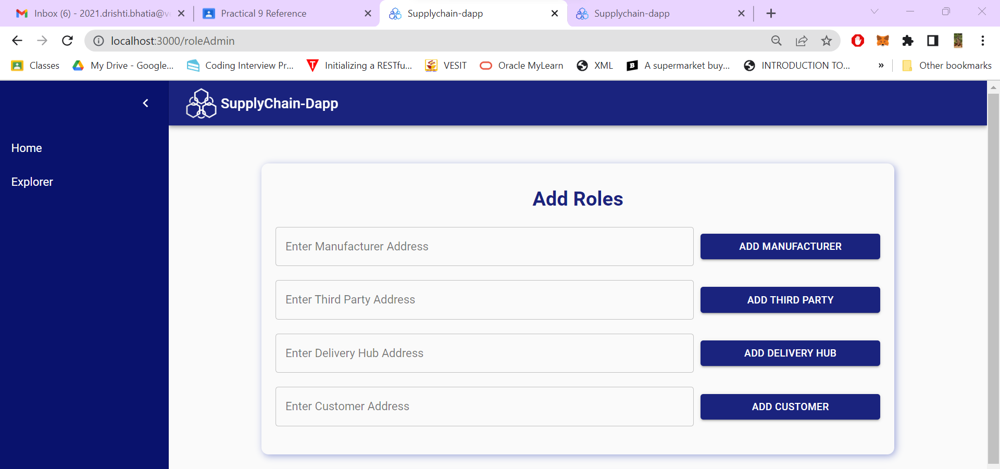 Inbox (6) - 2021.drishti.bhatia@ve
Practical 9 Reference
Supplychain-dapp
Supplychain-dapp
localhost:3000/roleAdmin
Classes
My Drive - Google...
Coding Interview Pr...
Initializing a RESTfu...
VESIT
Oracle MyLearn
XML
A supermarket buy...
INTRODUCTION TO...
»
Other bookmarks
SupplyChain-Dapp
Home
Explorer
Add Roles
Enter Manufacturer Address
ADD MANUFACTURER
Enter Third Party Address
ADD THIRD PARTY
Enter Delivery Hub Address
ADD DELIVERY HUB
Enter Customer Address
ADD CUSTOMER